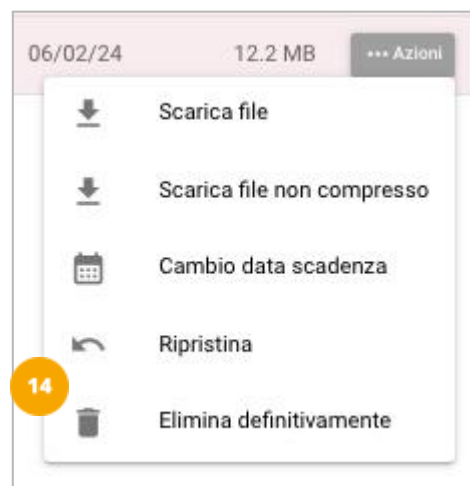 06/02/24 12.2 MB ••• Azioni
Scarica file
Scarica file non compresso
Cambio data scadenza
Ripristina
14
Elimina definitivamente